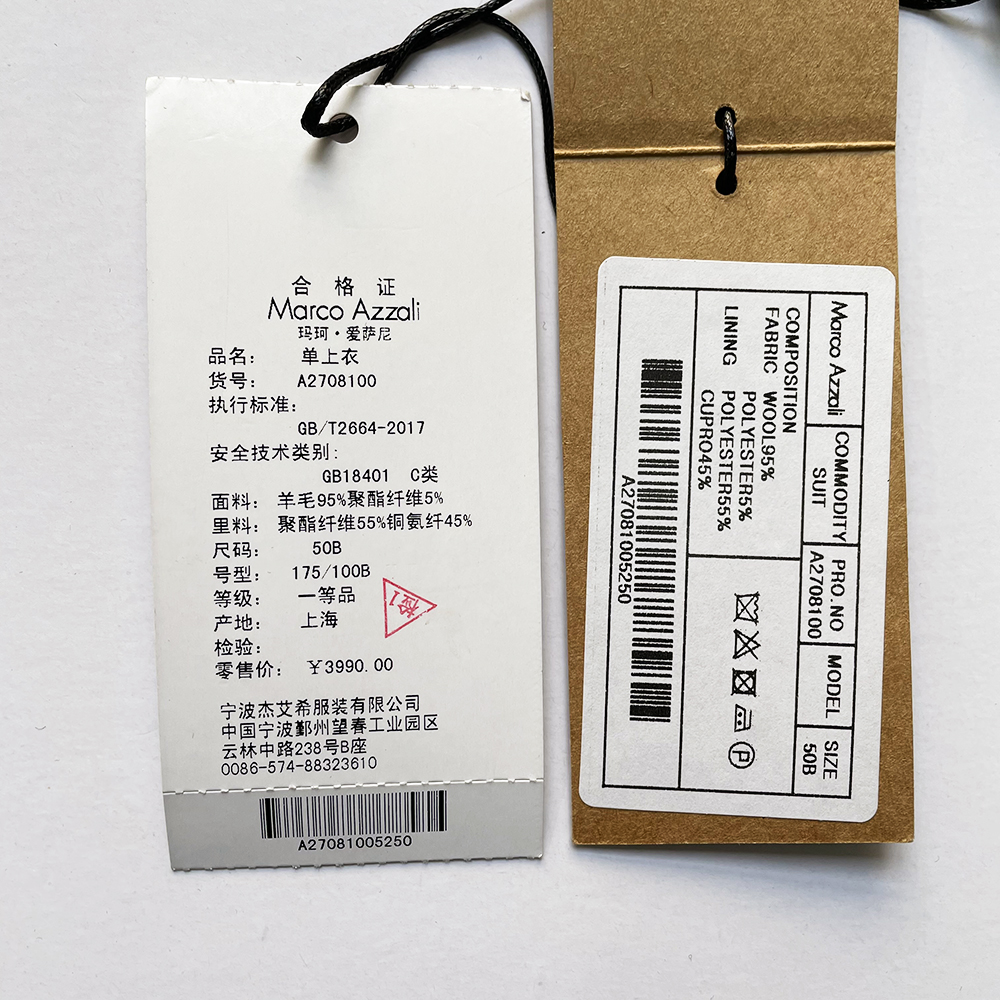 合格证
Marco Azzali
玛珂·爱萨尼
品名: 单上衣
货号: A2708100
执行标准:
GB/T2664-2017
安全技术类别:
GB18401 C类
面料: 羊毛95%聚酯纤维5%
里料: 聚酯纤维55%铜氨纤45%
尺码: 50B
号型: 175/100B
等级: 一等品
产地: 上海
检验:
零售价: ¥3990.00
检1
宁波杰艾希服装有限公司
中国宁波鄞州望春工业园区
云林中路238号B座
0086-574-88323610
A27081005250
Marco Azzali
COMMODITY
SUIT
PRO.NO
A2708100
MODEL
SIZE
50B
COMPOSITION
FABRIC WOOL95%
POLYESTER5%
LINING POLYESTER55%
CUPRO45%
P
A27081005250